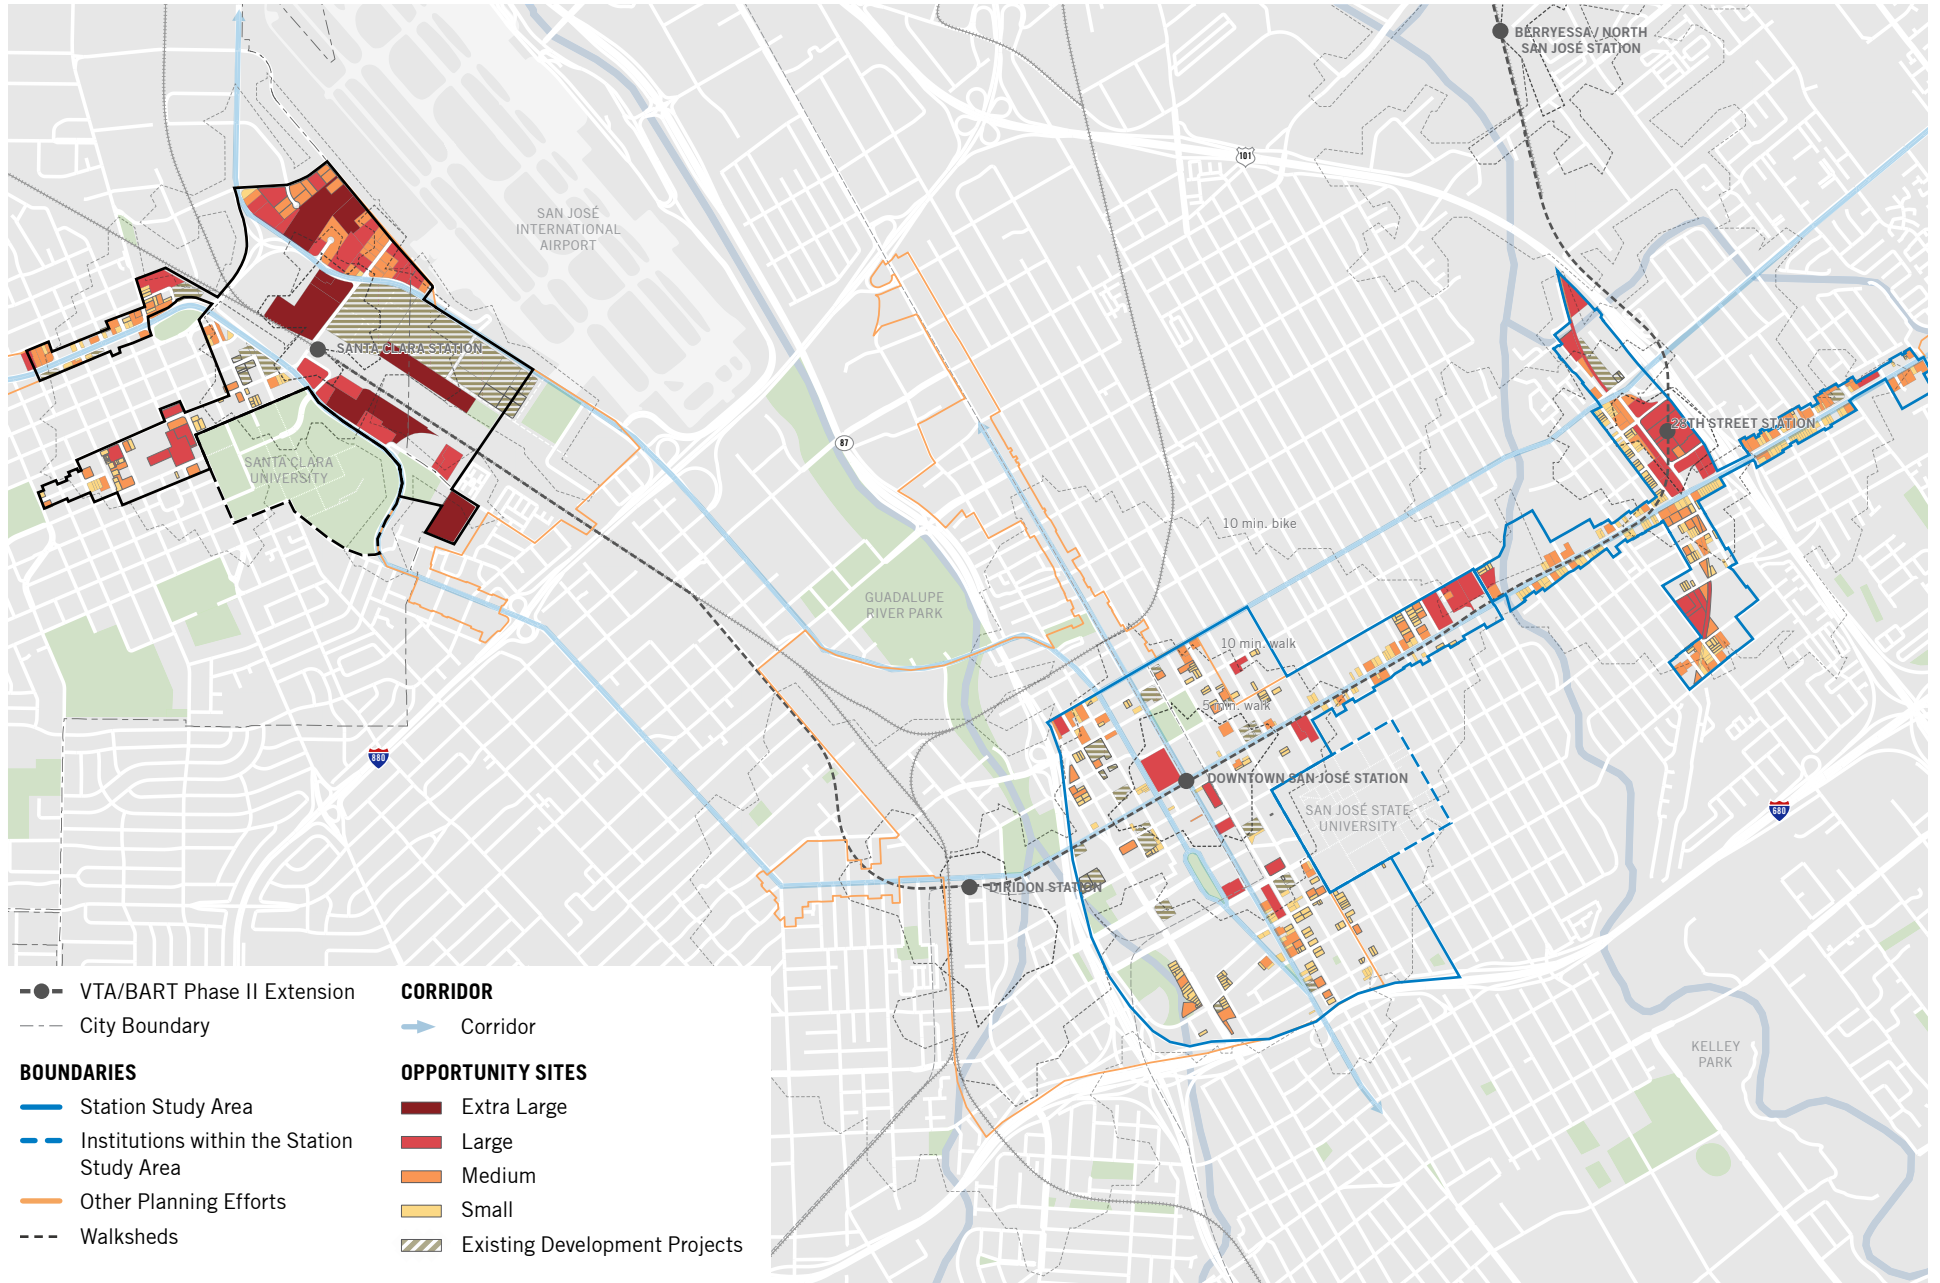 BERRYESSA / NORTH
SAN JOSÉ STATION
101
SAN JOSÉ
INTERNATIONAL
AIRPORT
SANTA CLARA STATION
28TH STREET STATION
87
SANTA CLARA
UNIVERSITY
10 min. bike
GUADALUPE
RIVER PARK
10 min. walk
5 min. walk
880
DOWNTOWN SAN JOSÉ STATION
SAN JOSÉ STATE
UNIVERSITY
680
DIRIDON STATION
KELLEY
PARK
VTA/BART Phase II Extension
City Boundary
BOUNDARIES
Station Study Area
Institutions within the Station
Study Area
Other Planning Efforts
Walksheds
CORRIDOR
Corridor
OPPORTUNITY SITES
Extra Large
Large
Medium
Small
Existing Development Projects